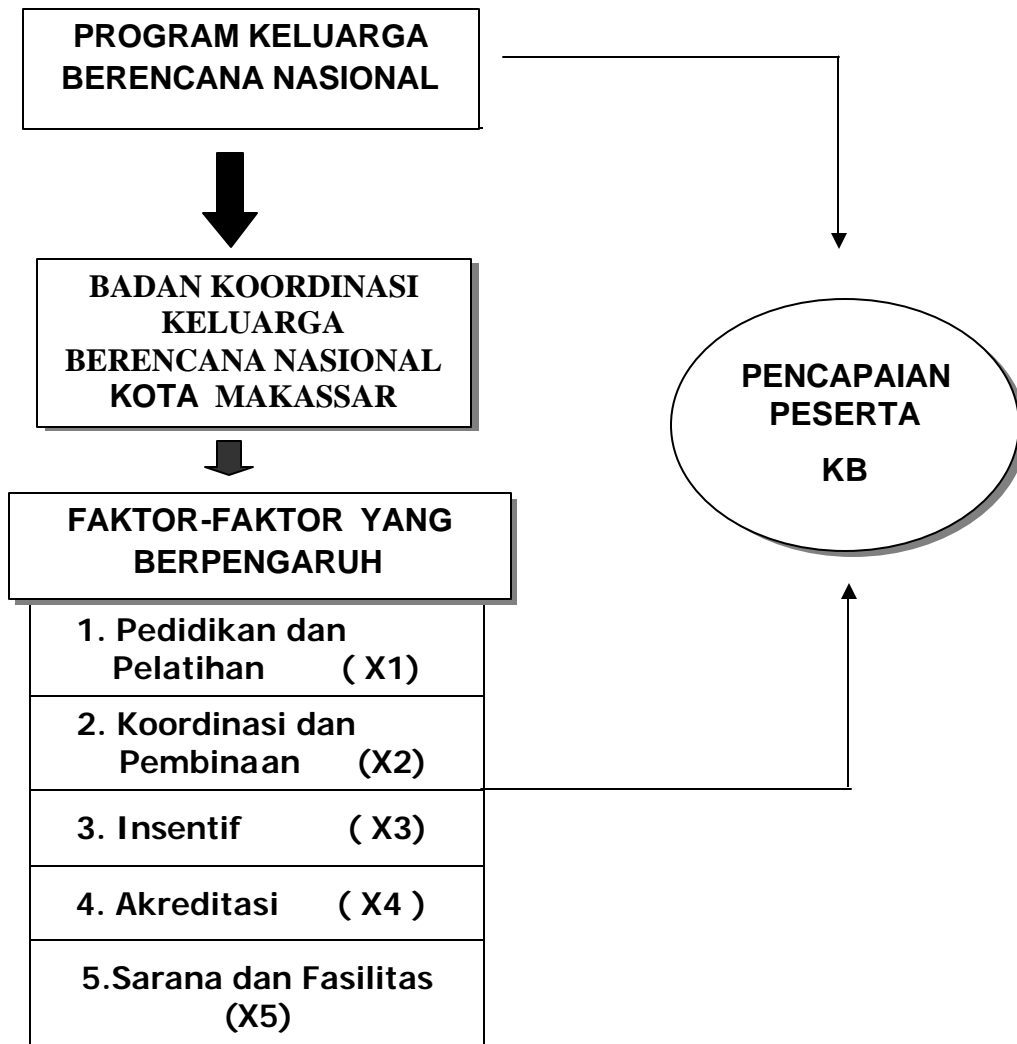 PROGRAM KELUARGA
BERENCANA NASIONAL
BADAN KOORDINASI
KELUARGA
BERENCANA NASIONAL
KOTA MAKASSAR
PENCAPAIAN
PESERTA
KB
FAKTOR-FAKTOR YANG
BERPENGARUH
1. Pedidikan dan
Pelatihan ( X1)
2. Koordinasi dan
Pembinaan (X2)
3. Insentif ( X3)
4. Akreditasi ( X4 )
5.Sarana dan Fasilitas
(X5)